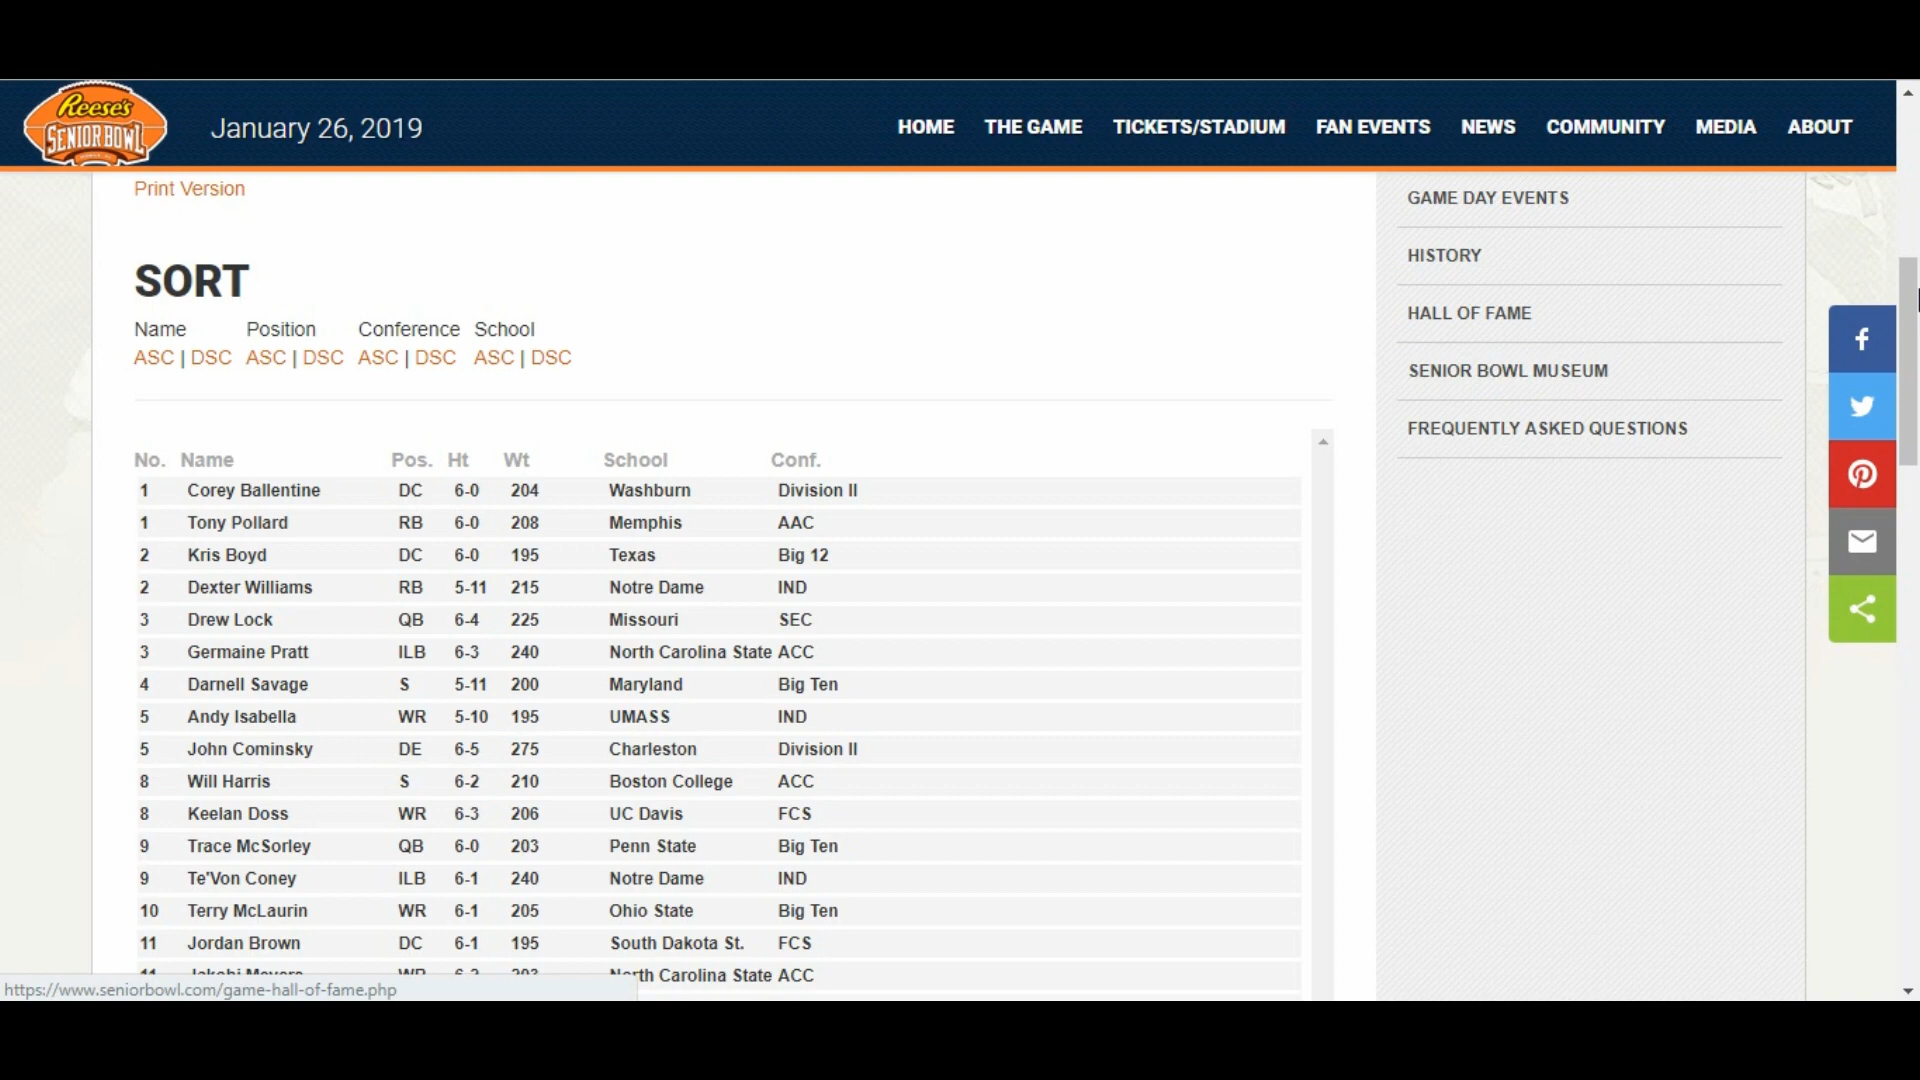 Reese's
SENIOR BOWL
January 26, 2019
HOME THE GAME TICKETS/STADIUM FAN EVENTS NEWS COMMUNITY MEDIA ABOUT
Print Version
SORT
Name Position Conference School
ASC | DSC ASC | DSC ASC | DSC ASC | DSC
No. Name Pos. Ht Wt School Conf.
1 Corey Ballentine DC 6-0 204 Washburn Division II
1 Tony Pollard RB 6-0 208 Memphis AAC
2 Kris Boyd DC 6-0 195 Texas Big 12
2 Dexter Williams RB 5-11 215 Notre Dame IND
3 Drew Lock QB 6-4 225 Missouri SEC
3 Germaine Pratt ILB 6-3 240 North Carolina State ACC
4 Darnell Savage S 5-11 200 Maryland Big Ten
5 Andy Isabella WR 5-10 195 UMASS IND
5 John Cominsky DE 6-5 275 Charleston Division II
8 Will Harris S 6-2 210 Boston College ACC
8 Keelan Doss WR 6-3 206 UC Davis FCS
9 Trace McSorley QB 6-0 203 Penn State Big Ten
9 Te'Von Coney ILB 6-1 240 Notre Dame IND
10 Terry McLaurin WR 6-1 205 Ohio State Big Ten
11 Jordan Brown DC 6-1 195 South Dakota St. FCS
North Carolina State ACC
GAME DAY EVENTS
HISTORY
HALL OF FAME
SENIOR BOWL MUSEUM
FREQUENTLY ASKED QUESTIONS
https://www.seniorbowl.com/game-hall-of-fame.php